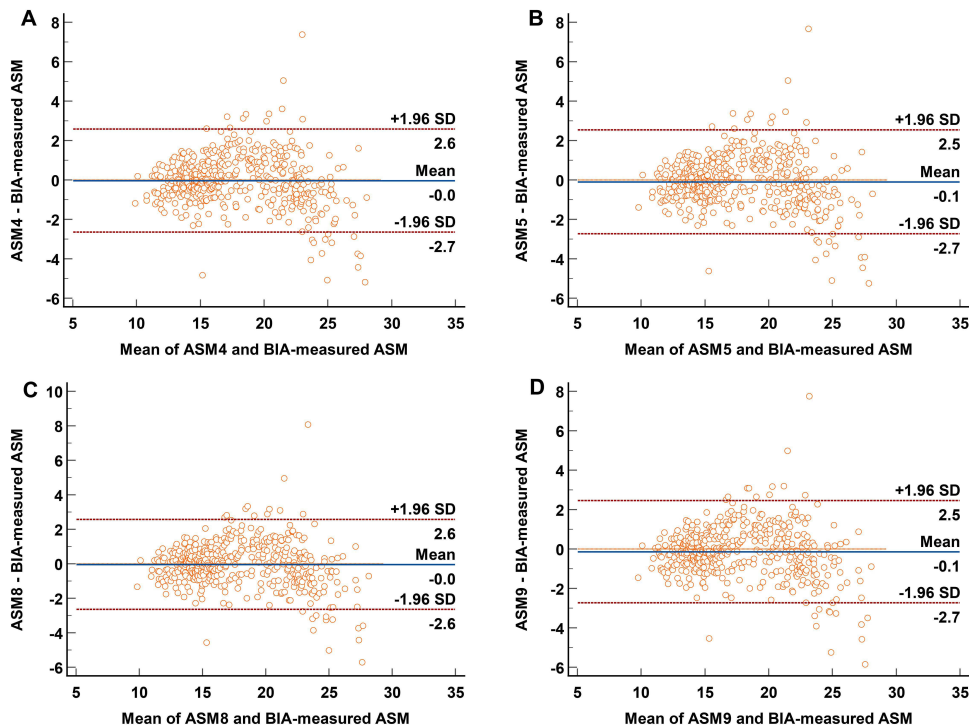 A
8
6
4
2
0
-2
-4
-6
ASM4 - BIA-measured ASM
+1.96 SD
2.6
Mean
-0.0
-1.96 SD
-2.7
5 10 15 20 25 30 35
Mean of ASM4 and BIA-measured ASM
B
8
6
4
2
0
-2
-4
-6
ASM5 - BIA-measured ASM
+1.96 SD
2.5
Mean
-0.1
-1.96 SD
-2.7
5 10 15 20 25 30 35
Mean of ASM5 and BIA-measured ASM
C
10
8
6
4
2
0
-2
-4
-6
ASM8 - BIA-measured ASM
+1.96 SD
2.6
Mean
-0.0
-1.96 SD
-2.6
5 10 15 20 25 30 35
Mean of ASM8 and BIA-measured ASM
D
8
6
4
2
0
-2
-4
-6
ASM9 - BIA-measured ASM
+1.96 SD
2.5
Mean
-0.1
-1.96 SD
-2.7
5 10 15 20 25 30 35
Mean of ASM9 and BIA-measured ASM